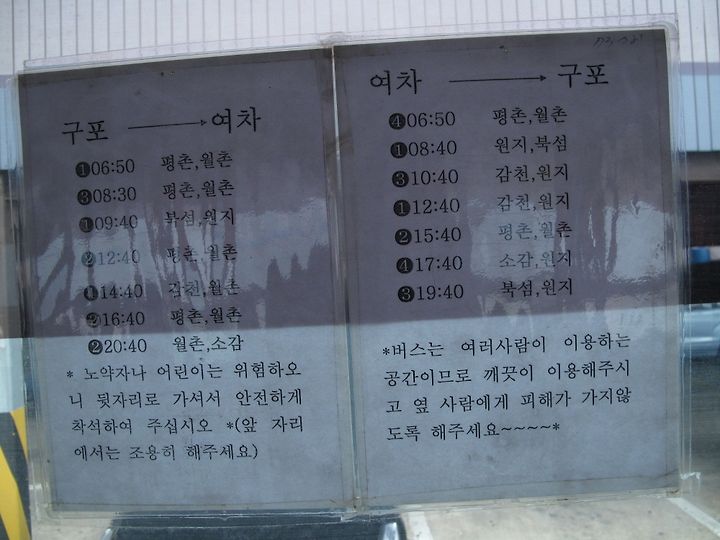 구포 → 여차
❶06:50 평촌,월촌
❸08:30 평촌,월촌
❶09:40 북섬,원지
❷12:40 평촌,월촌
❶14:40 감천,월촌
❷16:40 평촌,월촌
❷20:40 월촌,소감
* 노약자나 어린이는 위험하오
니 뒷자리로 가셔서 안전하게
착석하여 주십시오 *(앞 자리
에서는 조용히 해주세요)
여차 → 구포
❹06:50 평촌,월촌
❶08:40 원지,북섬
❸10:40 감천,원지
❶12:40 감천,원지
❷15:40 평촌,월촌
❹17:40 소감,원지
❸19:40 북섬,원지
*버스는 여러사람이 이용하는
공간이므로 깨끗이 이용해주시
고 옆 사람에게 피해가 가지않
도록 해주세요~~~~*